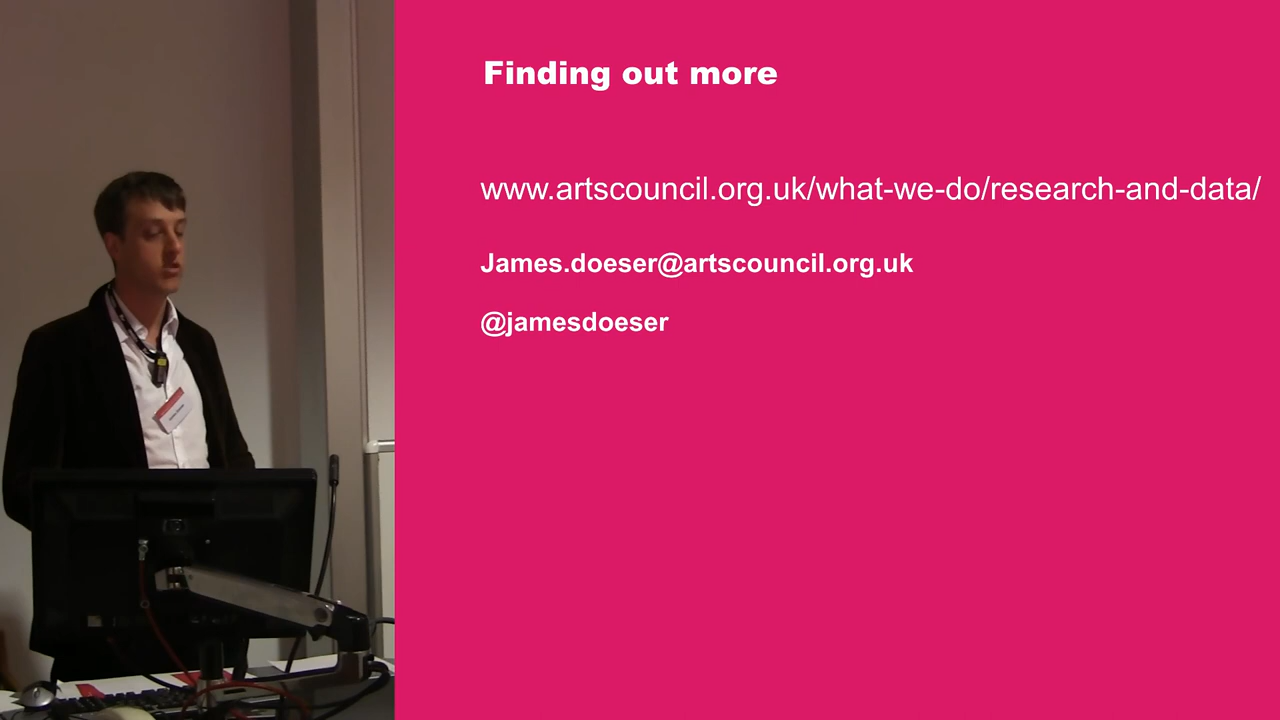 Finding out more
www.artscouncil.org.uk/what-we-do/research-and-data/
James.doeser@artscouncil.org.uk
@jamesdoeser